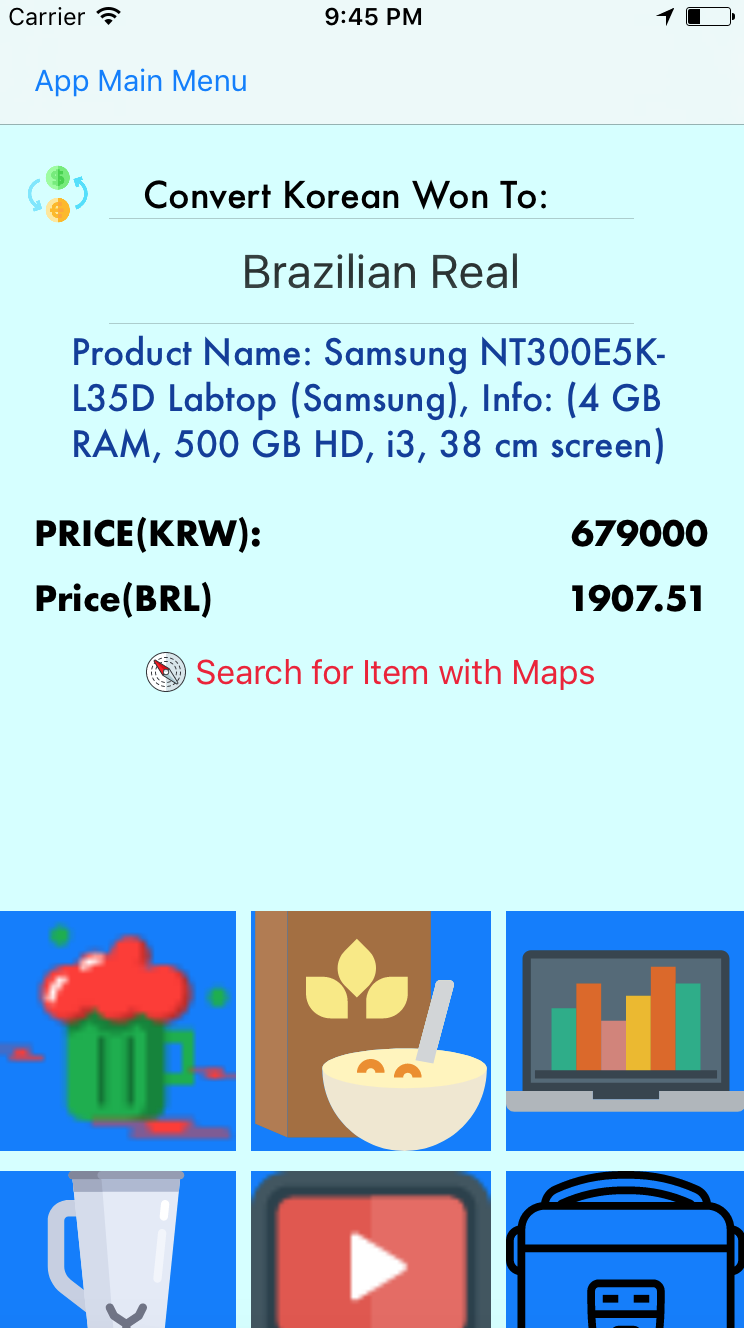 Carrier 9:45 PM
App Main Menu
Convert Korean Won To:
Brazilian Real
Product Name: Samsung NT300E5K-
L35D Labtop (Samsung), Info: (4 GB
RAM, 500 GB HD, i3, 38 cm screen)
PRICE(KRW): 679000
Price(BRL) 1907.51
Search for Item with Maps